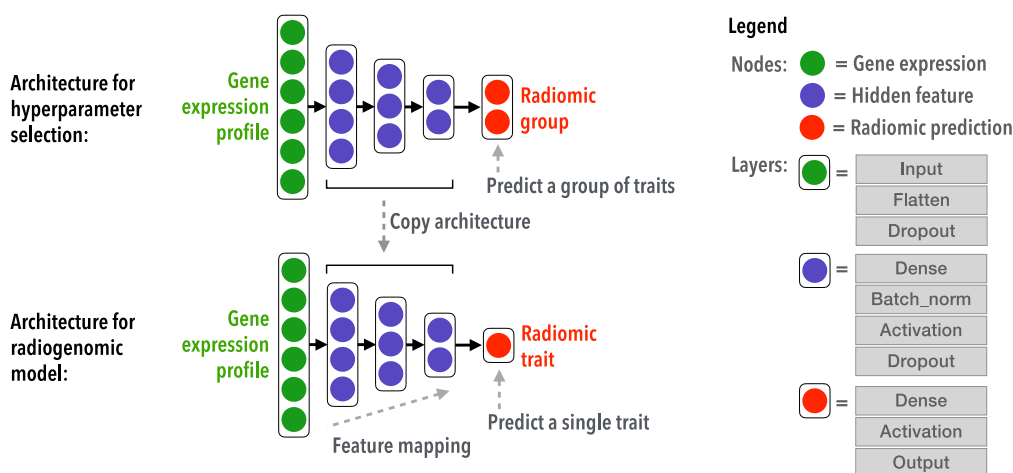 Architecture for
hyperparameter
selection:
Gene
expression
profile
Radiomic
group
Predict a group of traits
Copy architecture
Architecture for
radiogenomic
model:
Gene
expression
profile
Radiomic
trait
Predict a single trait
Feature mapping
Legend
Nodes:
= Gene expression
= Hidden feature
= Radiomic prediction
Layers:
=
Input
Flatten
Dropout
=
Dense
Batch_norm
Activation
Dropout
=
Dense
Activation
Output